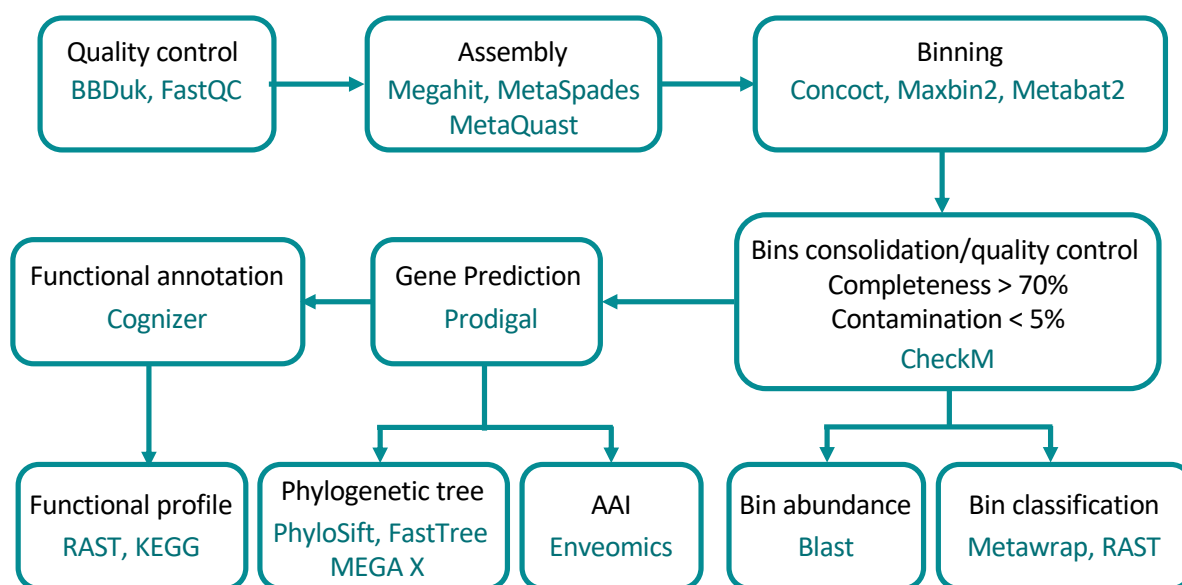 Quality control
BBDuk, FastQC
Assembly
Megahit, MetaSpades
MetaQuast
Binning
Concoct, Maxbin2, Metabat2
Functional annotation
Cognizer
Gene Prediction
Prodigal
Bins consolidation/quality control
Completeness > 70%
Contamination < 5%
CheckM
Functional profile
RAST, KEGG
Phylogenetic tree
PhyloSift, FastTree
MEGA X
AAI
Enveomics
Bin abundance
Blast
Bin classification
Metawrap, RAST